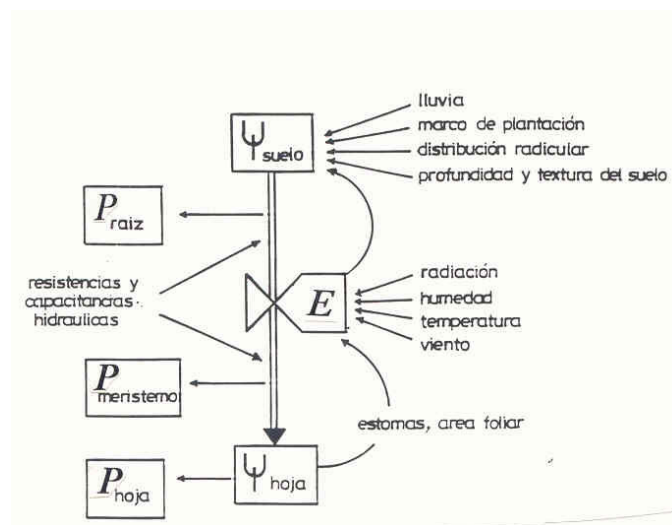 lluvia
marco de plantación
distribución radicular
profundidad y textura del suelo
Ψ suelo
P raiz
resistencias y
capacitancias
hidraulicas
E
radiación
humedad
temperatura
viento
P meristemo
estomas, area foliar
Ψ hoja
P hoja